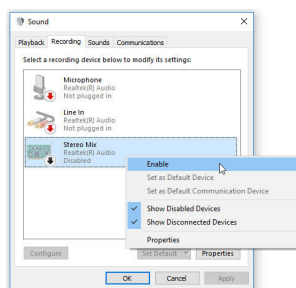 Sound
Playback Recording Sounds Communications
Select a recording device below to modify its settings:
Microphone
Realtek(R) Audio
Not plugged in
Line In
Realtek(R) Audio
Not plugged in
Stereo Mix
Realtek(R) Audio
Disabled
Enable
Set as Default Device
Set as Default Communication Device
Show Disabled Devices
Show Disconnected Devices
Properties
Configure Set Default Properties
OK Cancel Apply